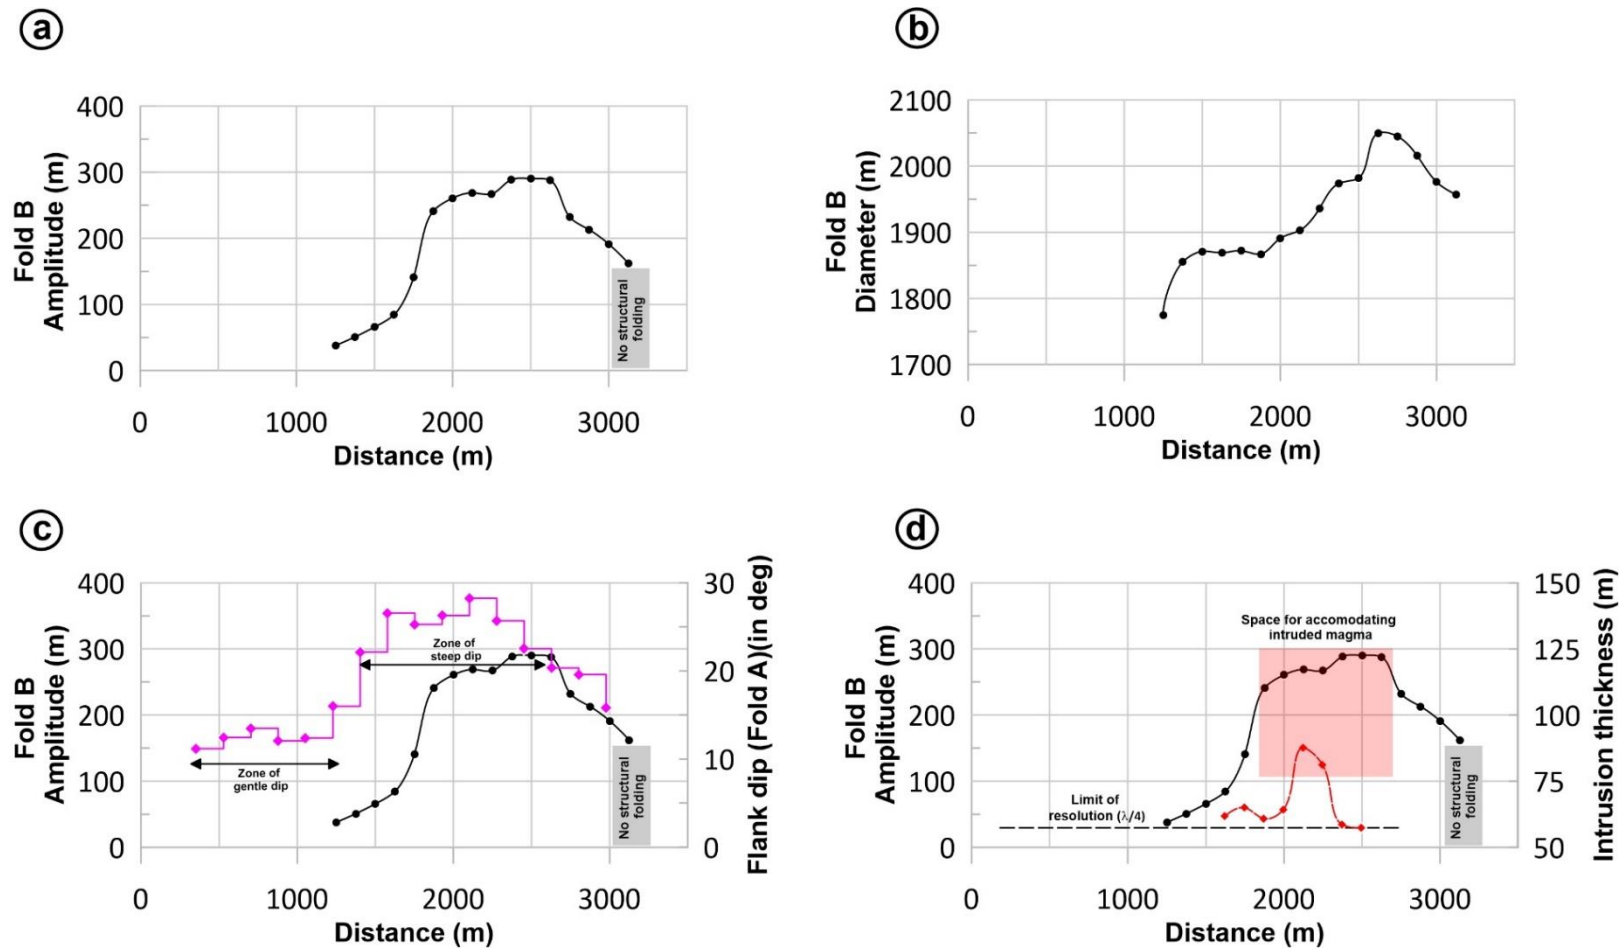 a
400
300
200
100
0
Fold B
Amplitude (m)
No structural
folding
0 1000 2000 3000
Distance (m)
b
2100
2000
1900
1800
1700
Fold B
Diameter (m)
0 1000 2000 3000
Distance (m)
c
400
300
200
100
0
Fold B
Amplitude (m)
Zone of
steep dip
Zone of
gentle dip
No structural
folding
30
20
10
0
Flank dip (Fold A)(in deg)
0 1000 2000 3000
Distance (m)
d
400
300
200
100
0
Fold B
Amplitude (m)
Space for accomodating
intruded magma
Limit of
resolution (λ/4)
No structural
folding
150
125
100
75
50
Intrusion thickness (m)
0 1000 2000 3000
Distance (m)